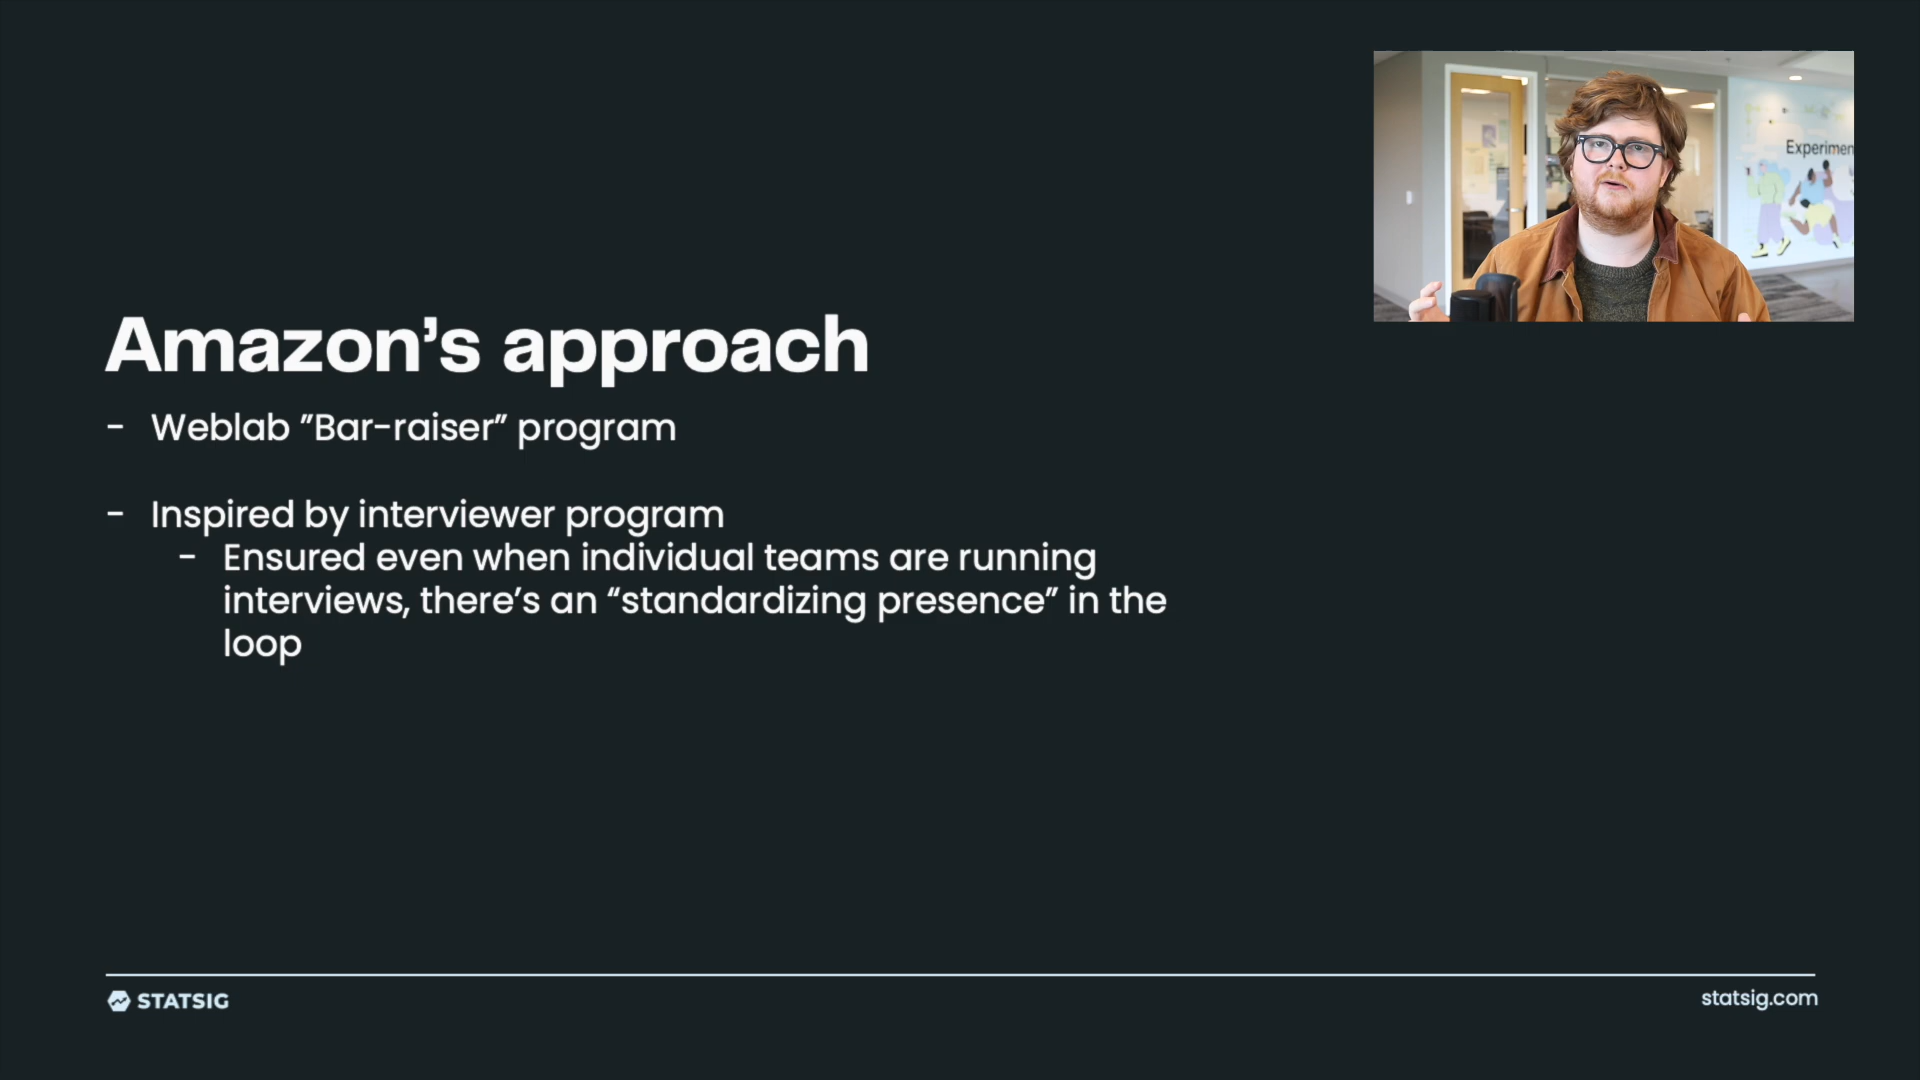 Experimen
Amazon’s approach
- Weblab ”Bar-raiser” program
- Inspired by interviewer program
- Ensured even when individual teams are running
interviews, there’s an “standardizing presence” in the
loop
STATSIG
statsig.com